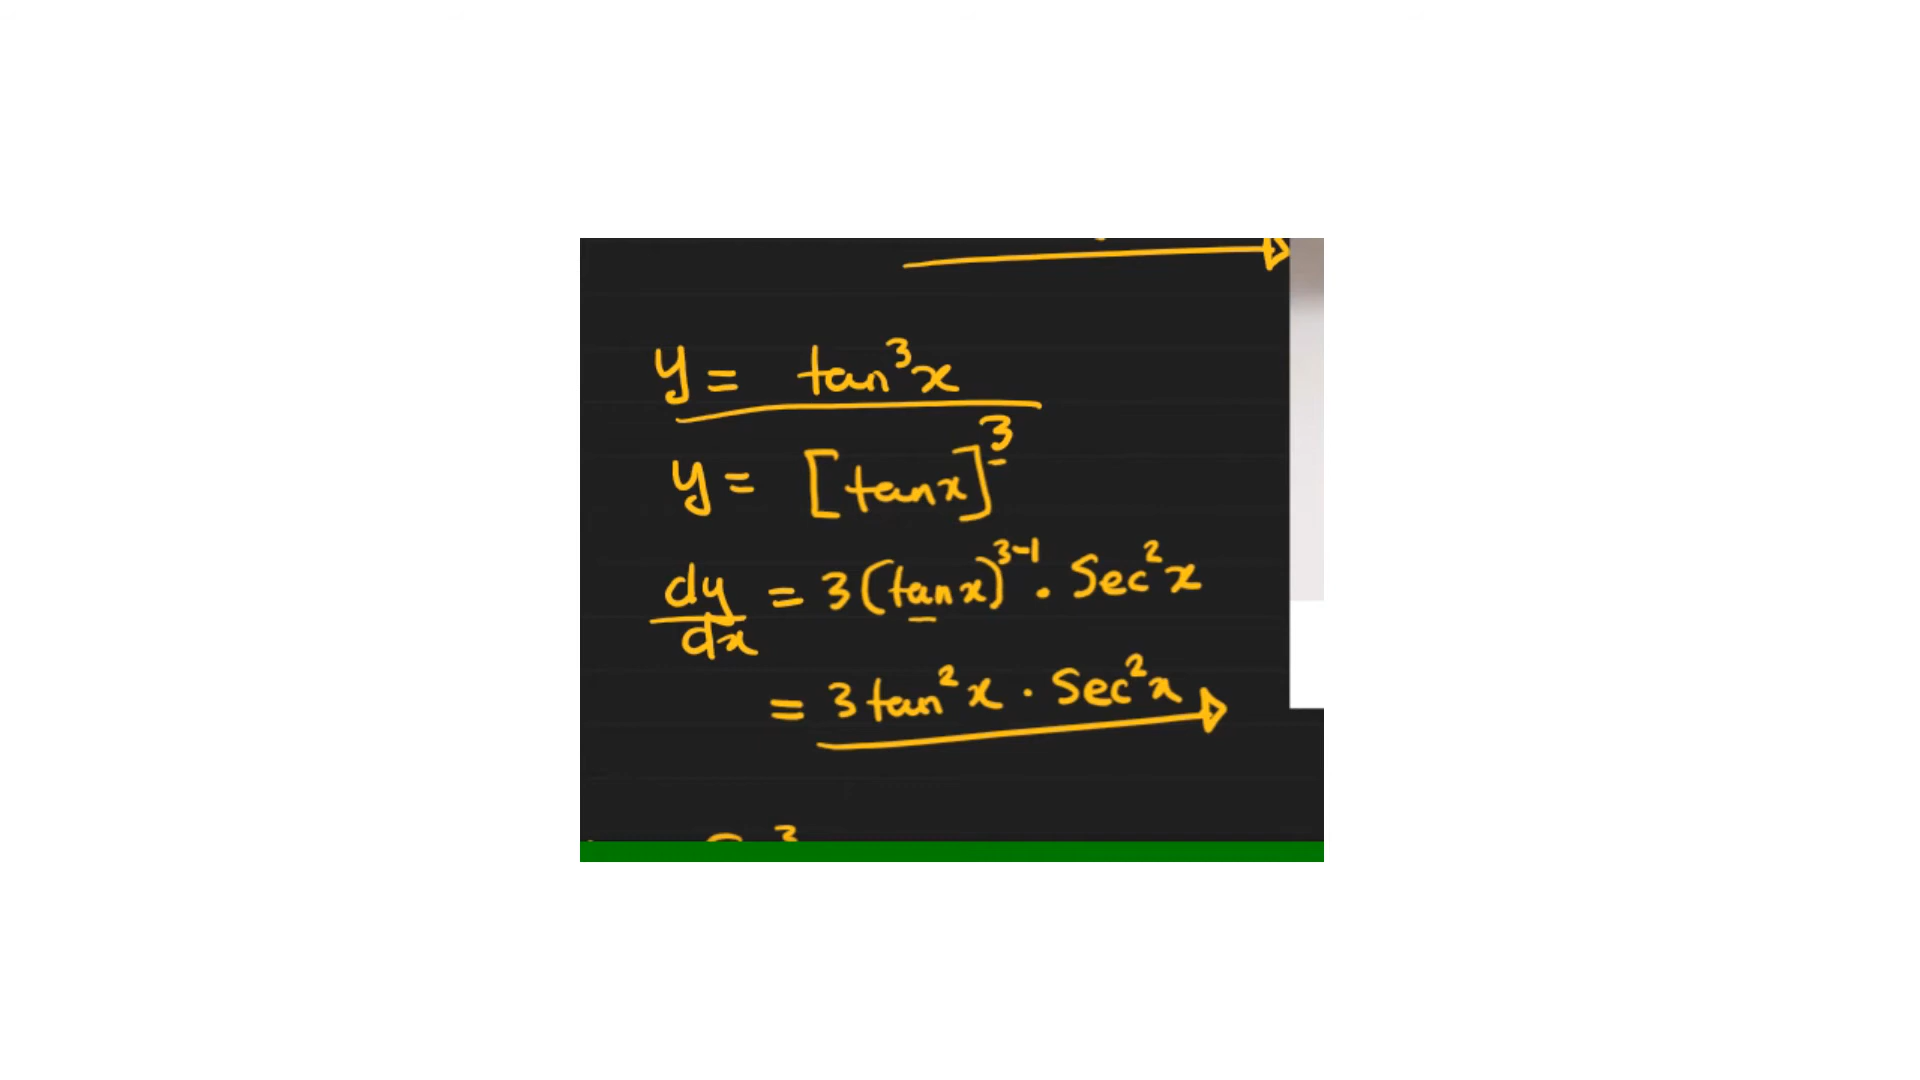 y = tan³x
y = [tanx]³
dy/dx = 3(tanx)³⁻¹ . Sec²x
= 3tan²x · Sec²x